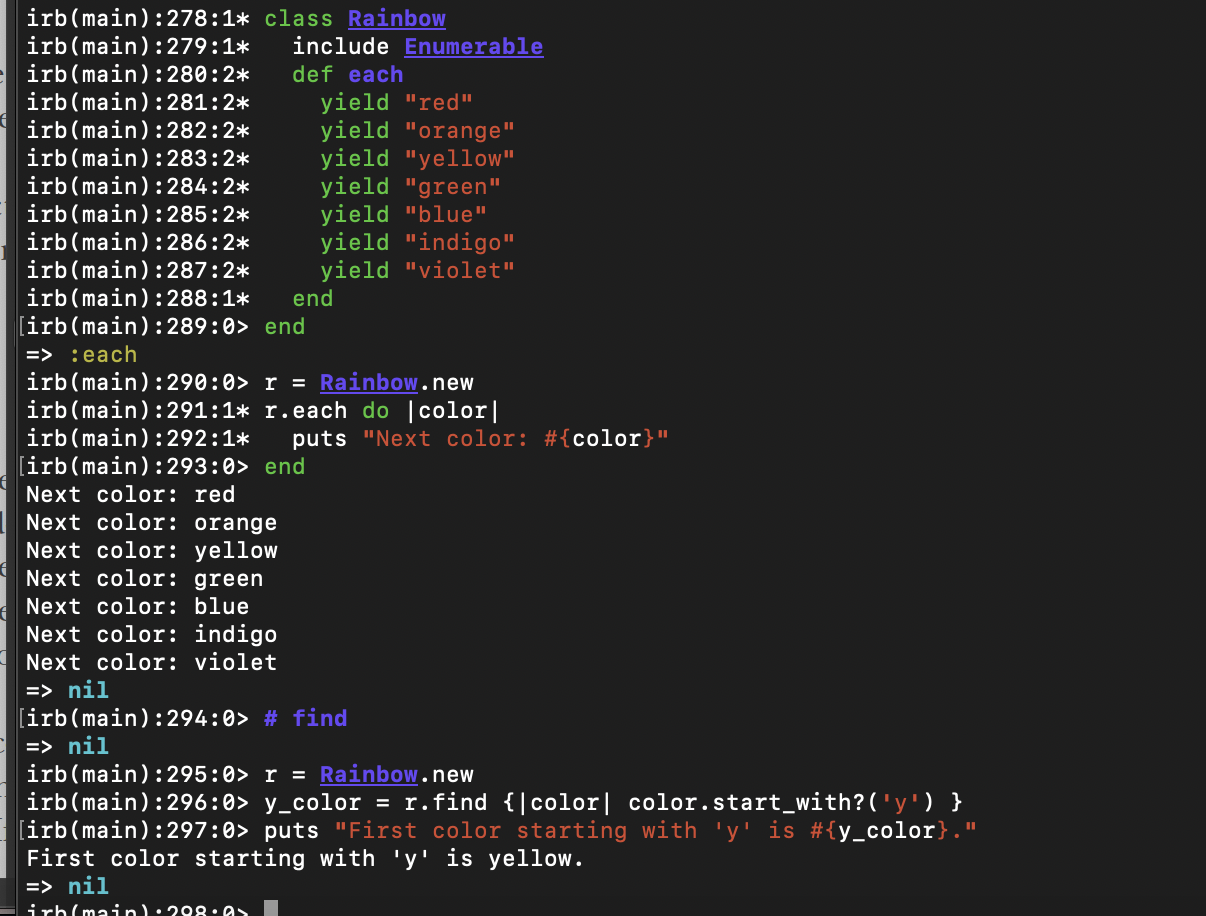 irb(main):278:1* class Rainbow
irb(main):279:1*   include Enumerable
irb(main):280:2*   def each
irb(main):281:2*     yield "red"
irb(main):282:2*     yield "orange"
irb(main):283:2*     yield "yellow"
irb(main):284:2*     yield "green"
irb(main):285:2*     yield "blue"
irb(main):286:2*     yield "indigo"
irb(main):287:2*     yield "violet"
irb(main):288:1*   end
[irb(main):289:0> end
=> :each
irb(main):290:0> r = Rainbow.new
irb(main):291:1* r.each do |color|
irb(main):292:1*   puts "Next color: #{color}"
[irb(main):293:0> end
Next color: red
Next color: orange
Next color: yellow
Next color: green
Next color: blue
Next color: indigo
Next color: violet
=> nil
[irb(main):294:0> # find
=> nil
irb(main):295:0> r = Rainbow.new
irb(main):296:0> y_color = r.find {|color| color.start_with?('y') }
[irb(main):297:0> puts "First color starting with 'y' is #{y_color}."
First color starting with 'y' is yellow.
=> nil
irb(main):298:0>